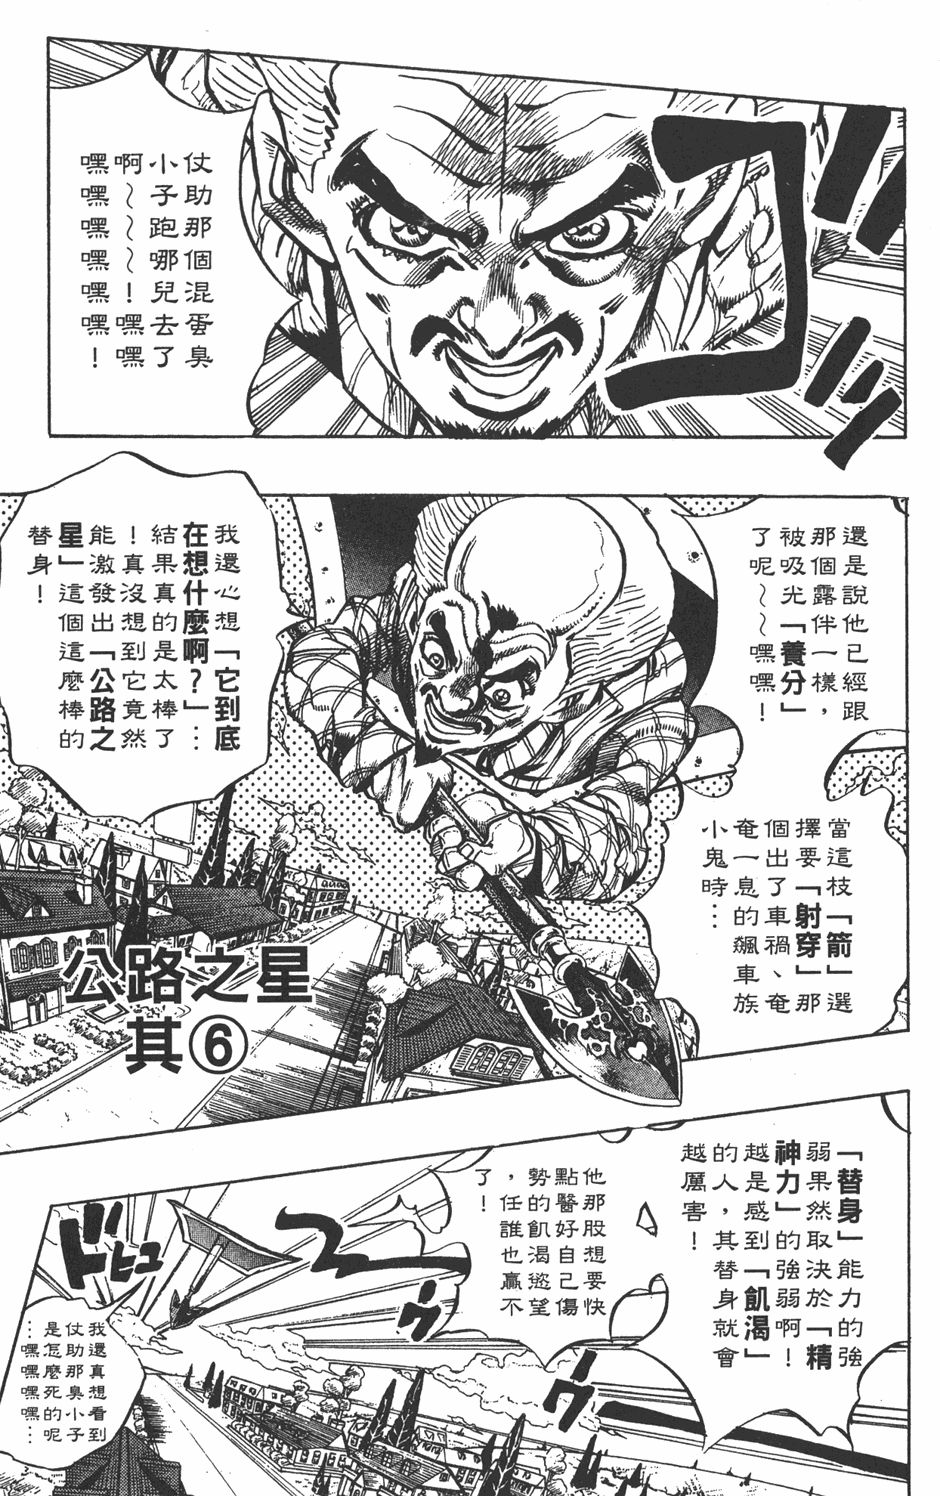 仗助那個混蛋臭
小子跑哪兒去了
啊～～～！嘿嘿
嘿嘿嘿嘿嘿嘿！
還是說他已經跟
那個露伴一樣，
被吸光「養分」
了呢～～嘿！
我還心想「它到底
在想什麼啊?」…
結果真的是太棒了
！真沒想到它竟然
能激發出「公路之
星」這個這麼棒的
替身！
當這枝「箭」選
擇要「射穿」那
個出了車禍、奄
奄一息的飆車族
小鬼時…
公路之星
其⑥
「替身」能力的強
弱果然取決於「精
神力」的強弱啊！
越是感到「飢渴」
的人，其替身就會
越厲害！
他那股想要快
點醫好自己傷
勢的飢渴慾望
，任誰也贏不
了！
ドヒュ
ウウ
我還真想看到
仗助那臭小子
是怎麼死的呢
…嘿嘿嘿嘿…